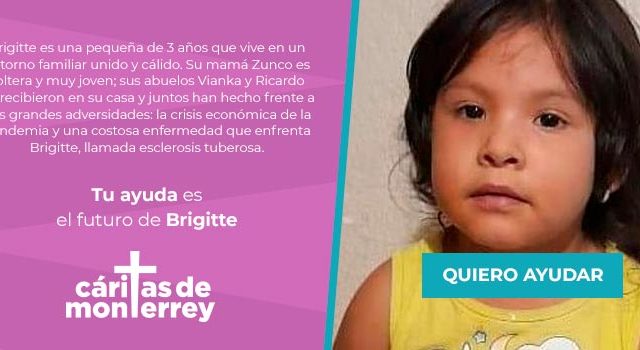 rigitte es una pequeña de 3 años que vive en un
torno familiar unido y cálido. Su mamá Zunco es
oltera y muy joven; sus abuelos Vianka y Ricardo
recibieron en su casa y juntos han hecho frente a
s grandes adversidades: la crisis económica de la
ndemia y una costosa enfermedad que enfrenta
Brigitte, llamada esclerosis tuberosa.
Tu ayuda es
el futuro de Brigitte
cáritas de
monterrey
QUIERO AYUDAR